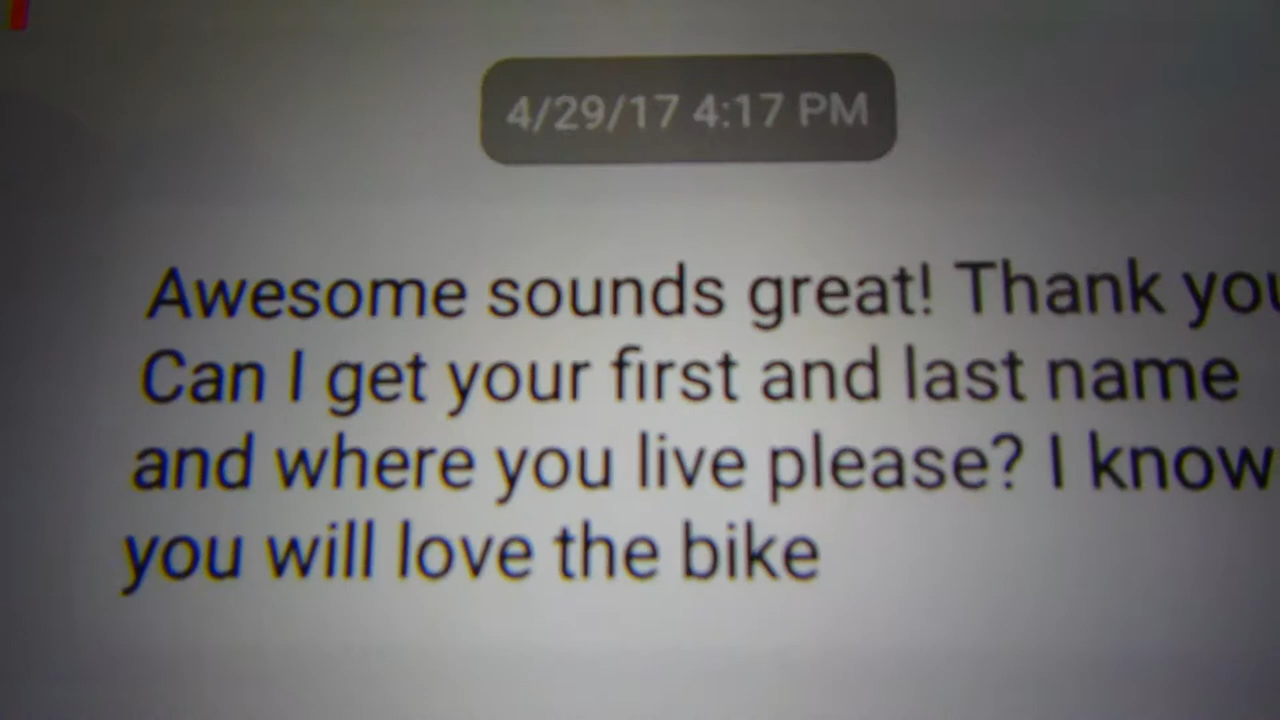 4/29/17 4:17 PM
Awesome sounds great! Thank you
Can I get your first and last name
and where you live please? I know
you will love the bike